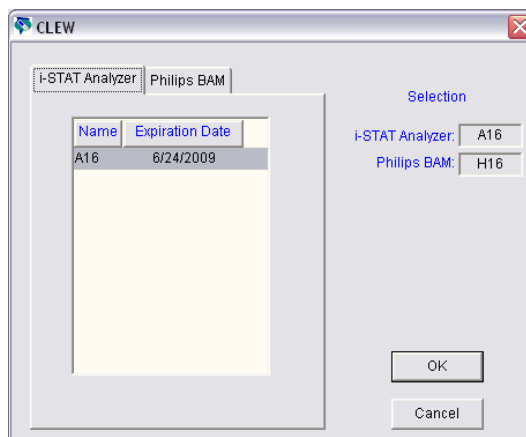 CLEW
i-STAT Analyzer Philips BAM
Name Expiration Date
A16 6/24/2009
Selection
i-STAT Analyzer: A16
Philips BAM: H16
OK
Cancel